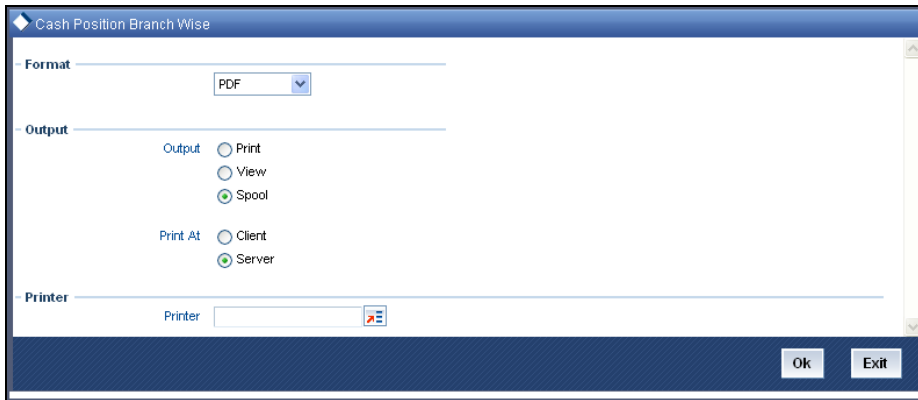 Cash Position Branch Wise
Format
PDF
Output
Output Print
View
Spool
Print At Client
Server
Printer
Printer
Ok Exit